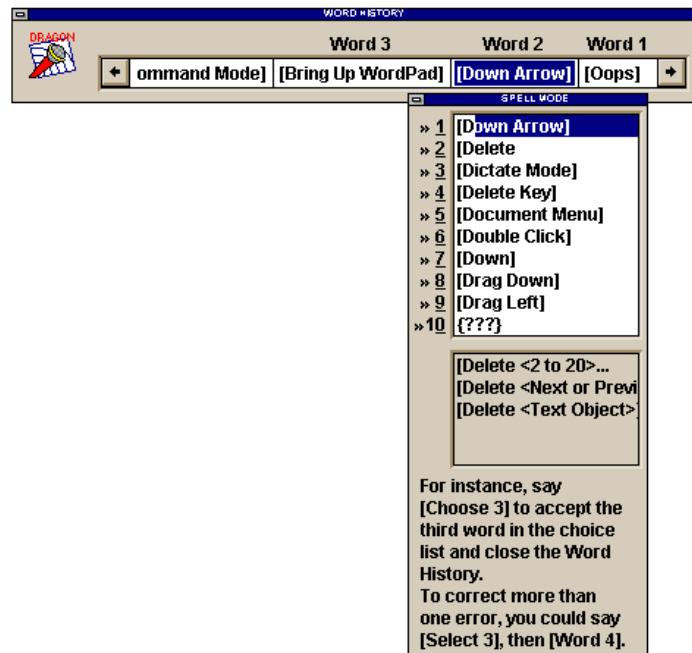 WORD HISTORY
DRAGON
Word 3 Word 2 Word 1
ommand Mode] [Bring Up WordPad] [Down Arrow] [Oops]
SPELL MODE
» 1 [Down Arrow]
» 2 [Delete
» 3 [Dictate Mode]
» 4 [Delete Key]
» 5 [Document Menu]
» 6 [Double Click]
» 7 [Down]
» 8 [Drag Down]
» 9 [Drag Left]
»10 {???}
[Delete <2 to 20>...
[Delete <Next or Previ
[Delete <Text Object>]
For instance, say
[Choose 3] to accept the
third word in the choice
list and close the Word
History.
To correct more than
one error, you could say
[Select 3], then [Word 4].